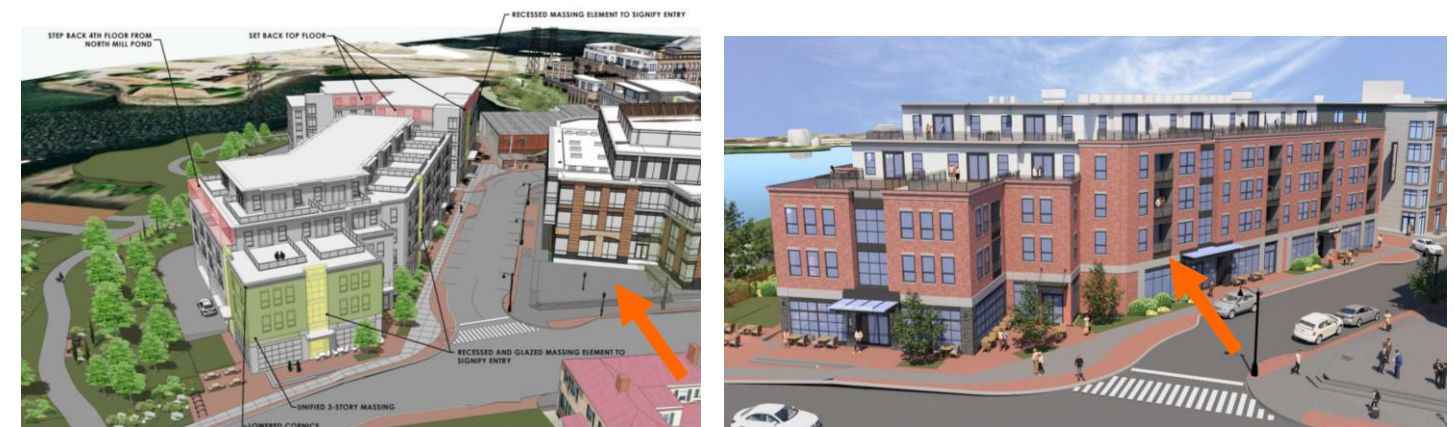 RECESSED MASSING ELEMENT TO SIGNIFY ENTRY
STEP BACK 4TH FLOOR FROM
NORTH MILL POND
SET BACK TOP FLOOR
RECESSED AND GLAZED MASSING ELEMENT TO
SIGNIFY ENTRY
UNIFIED 3-STORY MASSING
LOWERED CORNICE